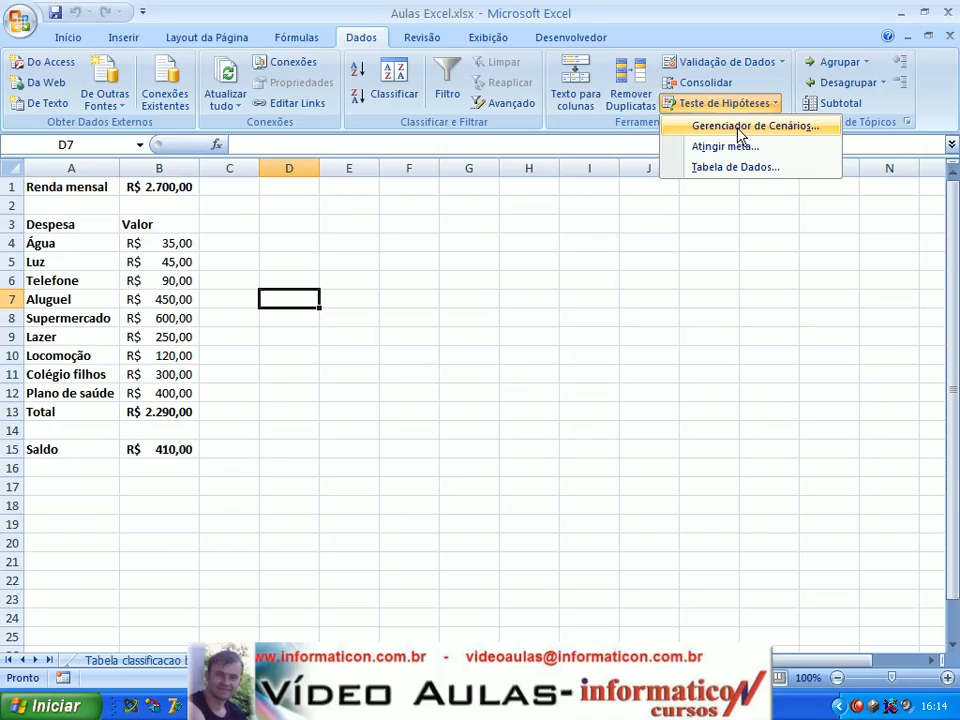 Aulas Excel.xlsx - Microsoft Excel
Início Inserir Layout da Página Fórmulas Dados Revisão Exibição Desenvolvedor
Do Access
Da Web
De Texto
De Outras Fontes
Conexões Existentes
Obter Dados Externos
Atualizar tudo
Conexões
Propriedades
Editar Links
Conexões
Classificar
Filtro
Limpar
Reaplicar
Avançado
Classificar e Filtrar
Texto para colunas
Remover Duplicatas
Validação de Dados
Consolidar
Teste de Hipóteses
Ferram
Agrupar
Desagrupar
Subtotal
de Tópicos
Gerenciador de Cenários...
Atingir meta...
Tabela de Dados...
D7 fx
A B C D E F G H I J N
1 Renda mensal R$ 2.700,00
2
3 Despesa Valor
4 Água R$ 35,00
5 Luz R$ 45,00
6 Telefone R$ 90,00
7 Aluguel R$ 450,00
8 Supermercado R$ 600,00
9 Lazer R$ 250,00
10 Locomoção R$ 120,00
11 Colégio filhos R$ 300,00
12 Plano de saúde R$ 400,00
13 Total R$ 2.290,00
14
15 Saldo R$ 410,00
16
17
18
19
20
21
22
23
24
25
Tabela classificacao b
www.informaticon.com.br - videoaulas@informaticon.com.br
Pronto 100%
VÍDEO AULAS- informaticoN
cursos
Iniciar 16:14